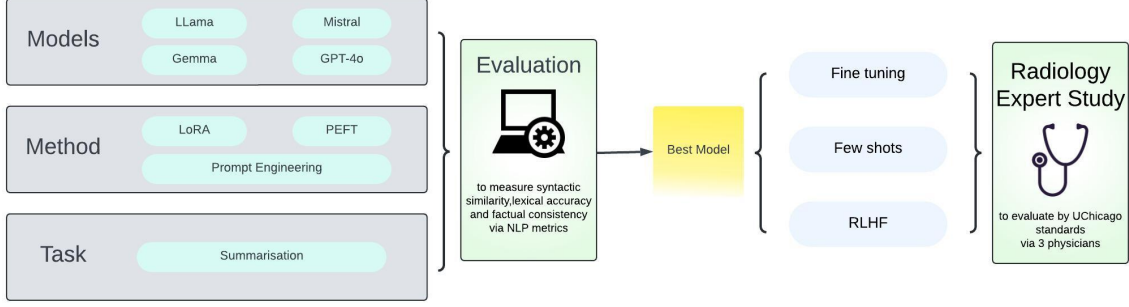 Models
LLama
Mistral
Gemma
GPT-4o
Method
LoRA
PEFT
Prompt Engineering
Task
Summarisation
Evaluation
to measure syntactic
similarity,lexical accuracy
and factual consistency
via NLP metrics
Best Model
Fine tuning
Few shots
RLHF
Radiology
Expert Study
to evaluate by UChicago
standards
via 3 physicians